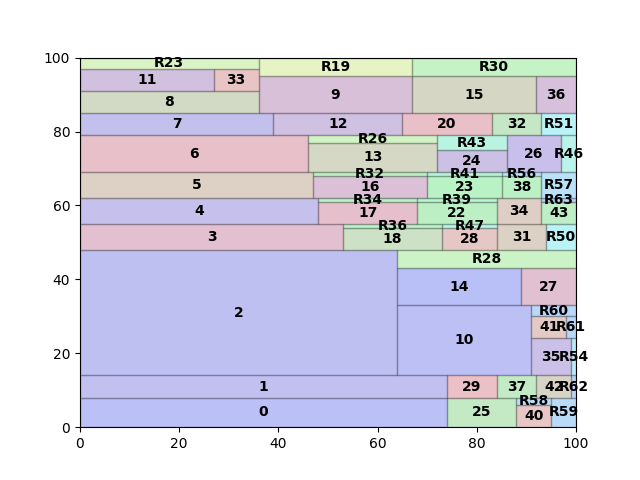 100
R23 R19 R30
11 33 9 15 36
8
80
7 12 20 32 R51
R26 R43
6 13 24 26 R46
R32 R41 R56
5 16 23 38 R57
60
R34 R39 R63
4 17 22 34 43
R36 R47
3 18 28 31 R50
R28
40
14 27
2 10 R60
41 R61
20
35 R54
1 29 37 42 R62
R58
0 25 40 R59
0
0 20 40 60 80 100